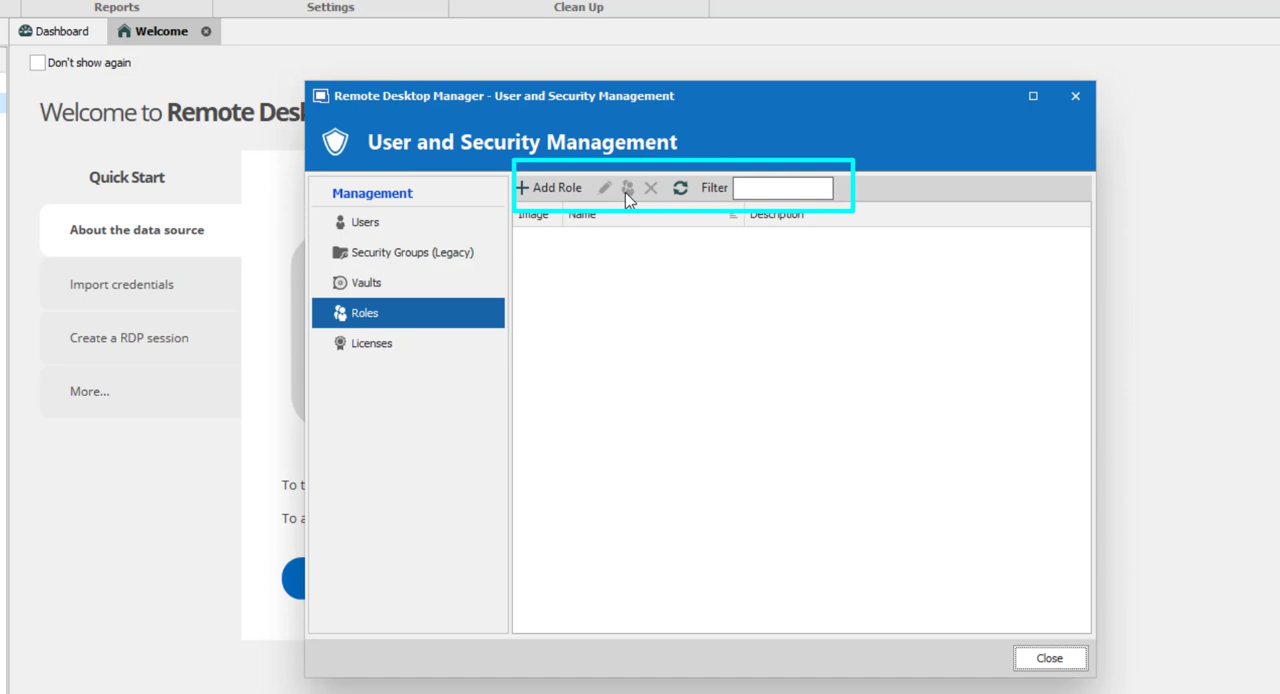 Reports Settings Clean Up
Dashboard Welcome
Don't show again
Welcome to Remote Desk
Remote Desktop Manager - User and Security Management
User and Security Management
Quick Start
About the data source
Import credentials
Create a RDP session
More...
To t
To a
Management
Users
Security Groups (Legacy)
Vaults
Roles
Licenses
Add Role Filter
Image Name Description
Close